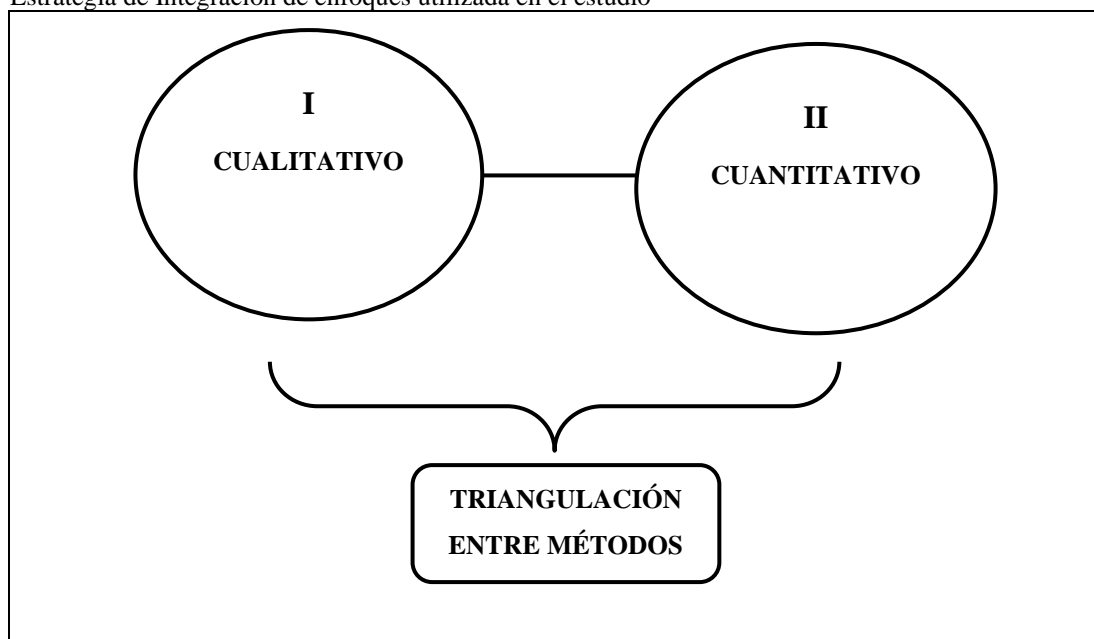 Estrategia de Integración de enfoques utilizada en el estudio
I
CUALITATIVO
II
CUANTITATIVO
TRIANGULACIÓN
ENTRE MÉTODOS